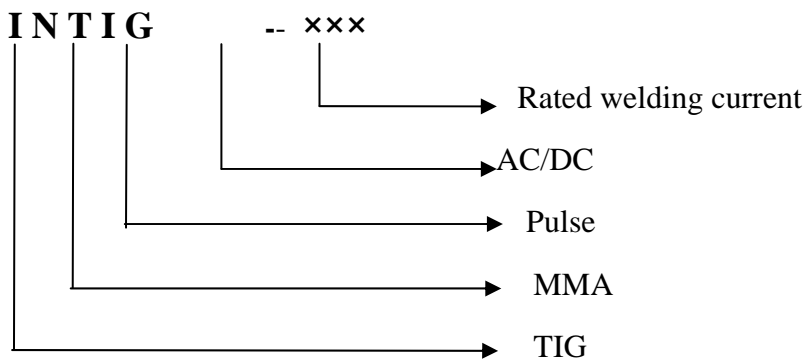 I N T I G -- ×××
Rated welding current
AC/DC
Pulse
MMA
TIG